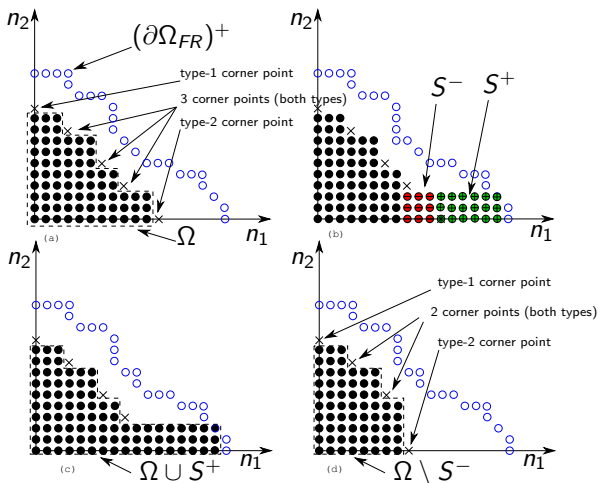 n₂
(∂Ω_FR)⁺
type-1 corner point
3 corner points (both types)
type-2 corner point
Ω
n₁
(a)
n₂
S⁻
S⁺
n₁
(b)
n₂
Ω ∪ S⁺
n₁
(c)
n₂
type-1 corner point
2 corner points (both types)
type-2 corner point
Ω \ S⁻
n₁
(d)